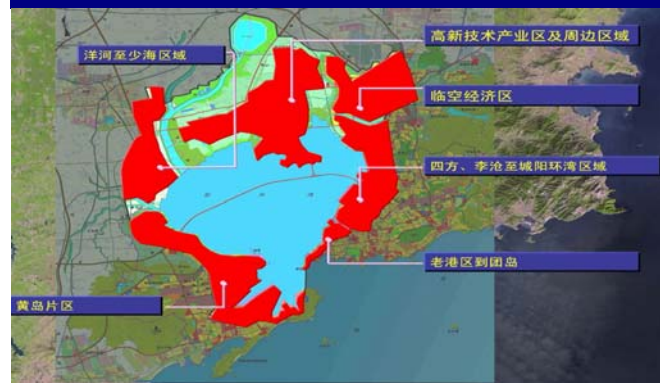 高新技术产业区及周边区域
洋河至少海区域
临空经济区
四方、李沧至城阳环湾区域
老港区到团岛
黄岛片区